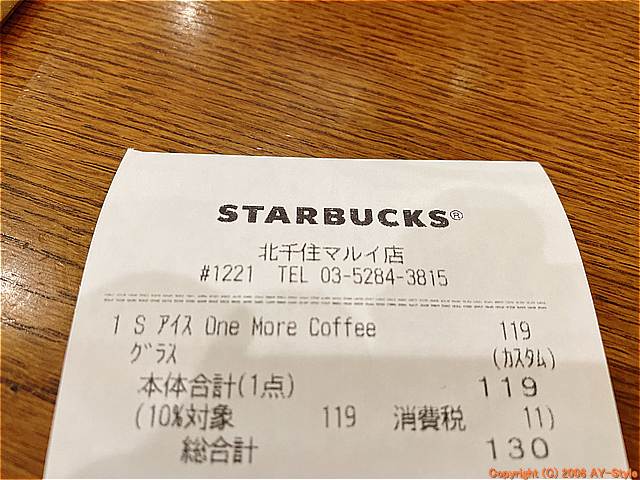 STARBUCKS®
北千住マルイ店
#1221 TEL 03-5284-3815
1 S アイス One More Coffee 119
グラス (カスタム)
本体合計(1点) 119
(10%対象 119 消費税 11)
総合計 130
Copyright (C) 2006 AY-Style